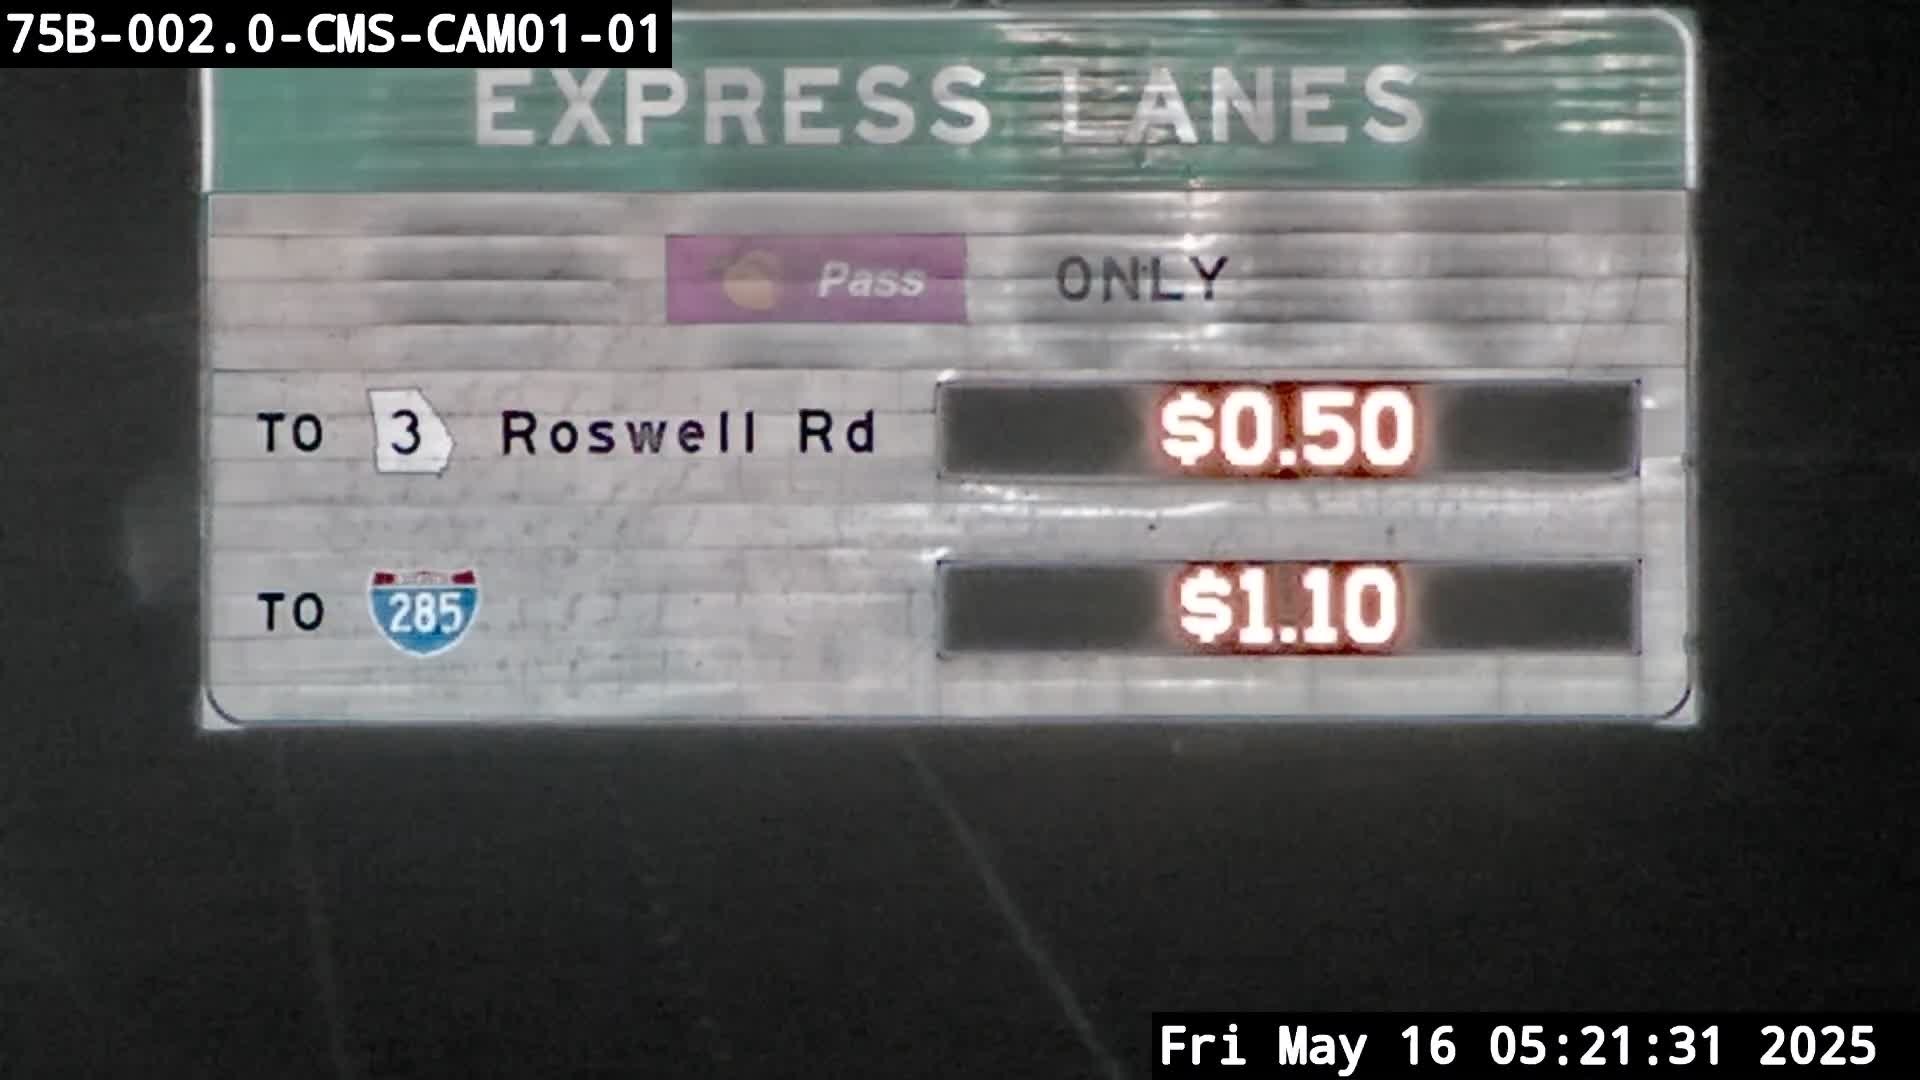 75B-002.0-CMS-CAM01-01
EXPRESS LANES
Pass ONLY
TO 3 Roswell Rd $0.50
TO 285 $1.10
Fri May 16 05:21:31 2025